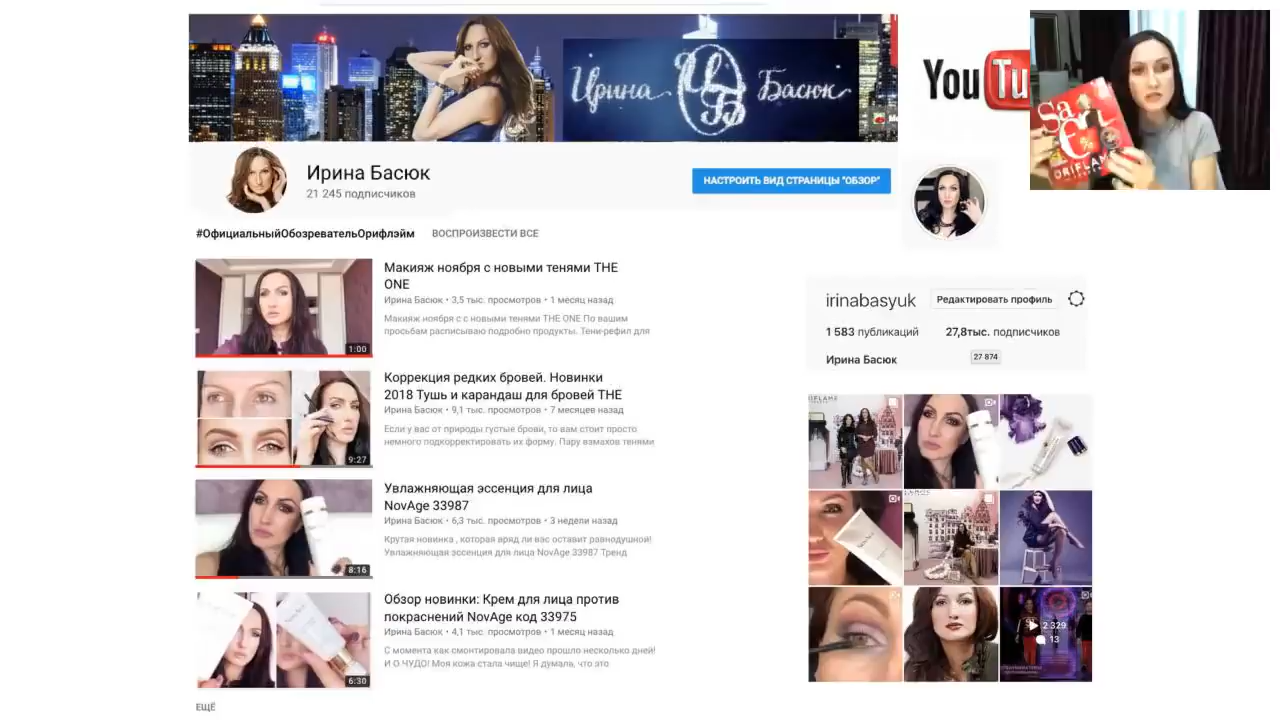 Ирина ИБ Басюк
Ирина Басюк
21 245 подписчиков
НАСТРОИТЬ ВИД СТРАНИЦЫ "ОБЗОР"
#ОфициальныйОбозревательОрифлэйм ВОСПРОИЗВЕСТИ ВСЕ
Макияж ноября с новыми тенями THE
ONE
Ирина Басюк • 3,5 тыс. просмотров • 1 месяц назад
Макияж ноября с с новыми тенями THE ONE По вашим
просьбам расписываю подробно продукты. Тени-рефил для
1:00
Коррекция редких бровей. Новинки
2018 Тушь и карандаш для бровей THE
Ирина Басюк • 9,1 тыс. просмотров • 7 месяцев назад
Если у вас от природы густые брови, то вам стоит просто
немного подкорректировать их форму. Пару взмахов тенями
9:27
Увлажняющая эссенция для лица
NovAge 33987
Ирина Басюк • 6,3 тыс. просмотров • 3 недели назад
Крутая новинка , которая вряд ли вас оставит равнодушной!
Увлажняющая эссенция для лица NovAge 33987 Тренд
8:16
Обзор новинки: Крем для лица против
покраснений NovAge код 33975
Ирина Басюк • 4,1 тыс. просмотров • 1 месяц назад
С момента как смонтировала видео прошло несколько дней!
И О ЧУДО! Моя кожа стала чище! Я думаль, что это
6:30
ЕЩЁ
YouTu
ORIFLAME
irinabasyuk Редактировать профиль
1 583 публикаций 27,8тыс. подписчиков
Ирина Басюк 27 874
NovAge
2 329
13